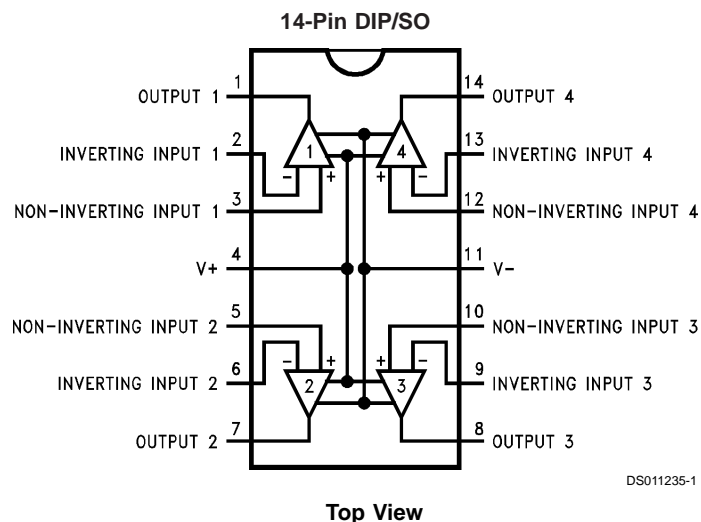 14-Pin DIP/SO
1 14
OUTPUT 1 OUTPUT 4
2 13
INVERTING INPUT 1 1 4 INVERTING INPUT 4
− + + −
3 12
NON−INVERTING INPUT 1 NON−INVERTING INPUT 4
4 11
V+ V−
5 10
NON−INVERTING INPUT 2 NON−INVERTING INPUT 3
− + + −
6 9
INVERTING INPUT 2 2 3 INVERTING INPUT 3
7 8
OUTPUT 2 OUTPUT 3
DS011235-1
Top View